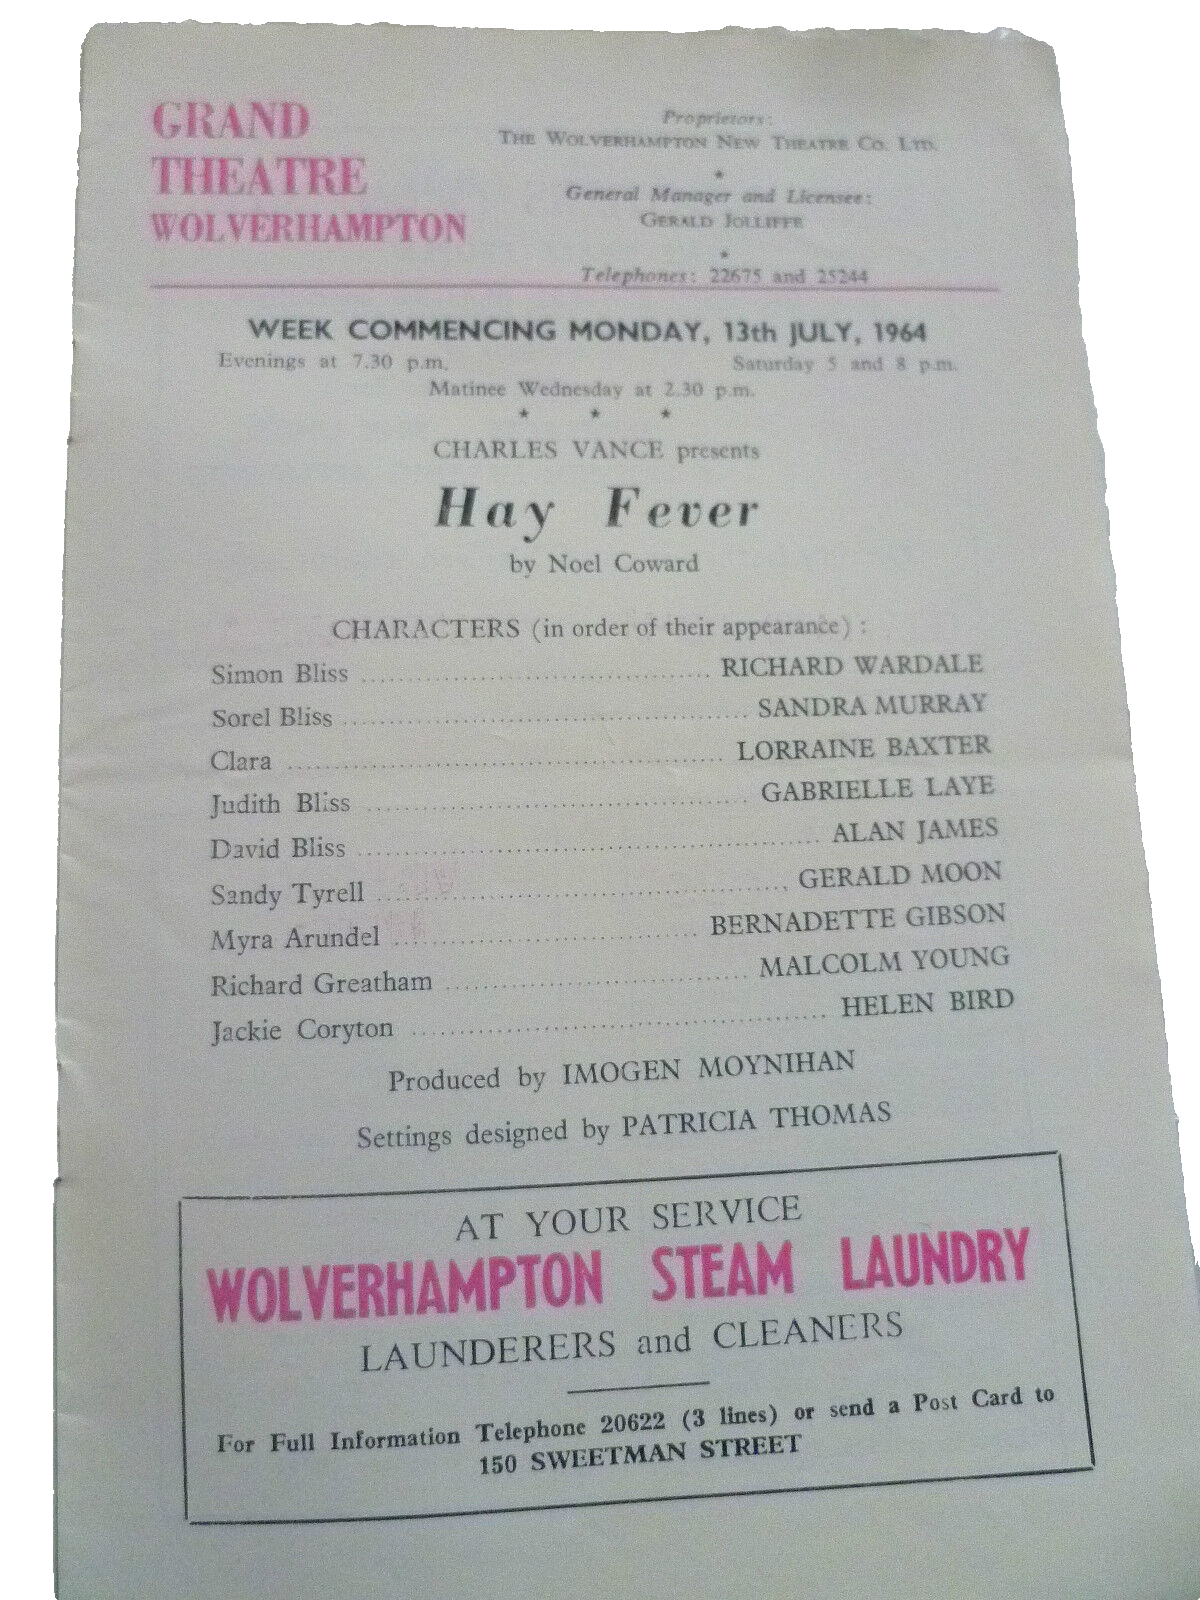 GRAND
THEATRE
WOLVERHAMPTON
Proprietors:
THE WOLVERHAMPTON NEW THEATRE CO. LTD.
★
General Manager and Licensee:
GERALD JOLLIFFE
★
Telephones: 22675 and 25244
WEEK COMMENCING MONDAY, 13th JULY, 1964
Evenings at 7.30 p.m. Saturday 5 and 8 p.m.
Matinee Wednesday at 2.30 p.m.
★ ★ ★
CHARLES VANCE presents
Hay Fever
by Noel Coward
CHARACTERS (in order of their appearance) :
Simon Bliss ........ RICHARD WARDALE
Sorel Bliss ........ SANDRA MURRAY
Clara ........ LORRAINE BAXTER
Judith Bliss ........ GABRIELLE LAYE
David Bliss ........ ALAN JAMES
Sandy Tyrell ........ GERALD MOON
Myra Arundel ........ BERNADETTE GIBSON
Richard Greatham ........ MALCOLM YOUNG
Jackie Coryton ........ HELEN BIRD
Produced by IMOGEN MOYNIHAN
Settings designed by PATRICIA THOMAS
AT YOUR SERVICE
WOLVERHAMPTON STEAM LAUNDRY
LAUNDERERS and CLEANERS
For Full Information Telephone 20622 (3 lines) or send a Post Card to
150 SWEETMAN STREET